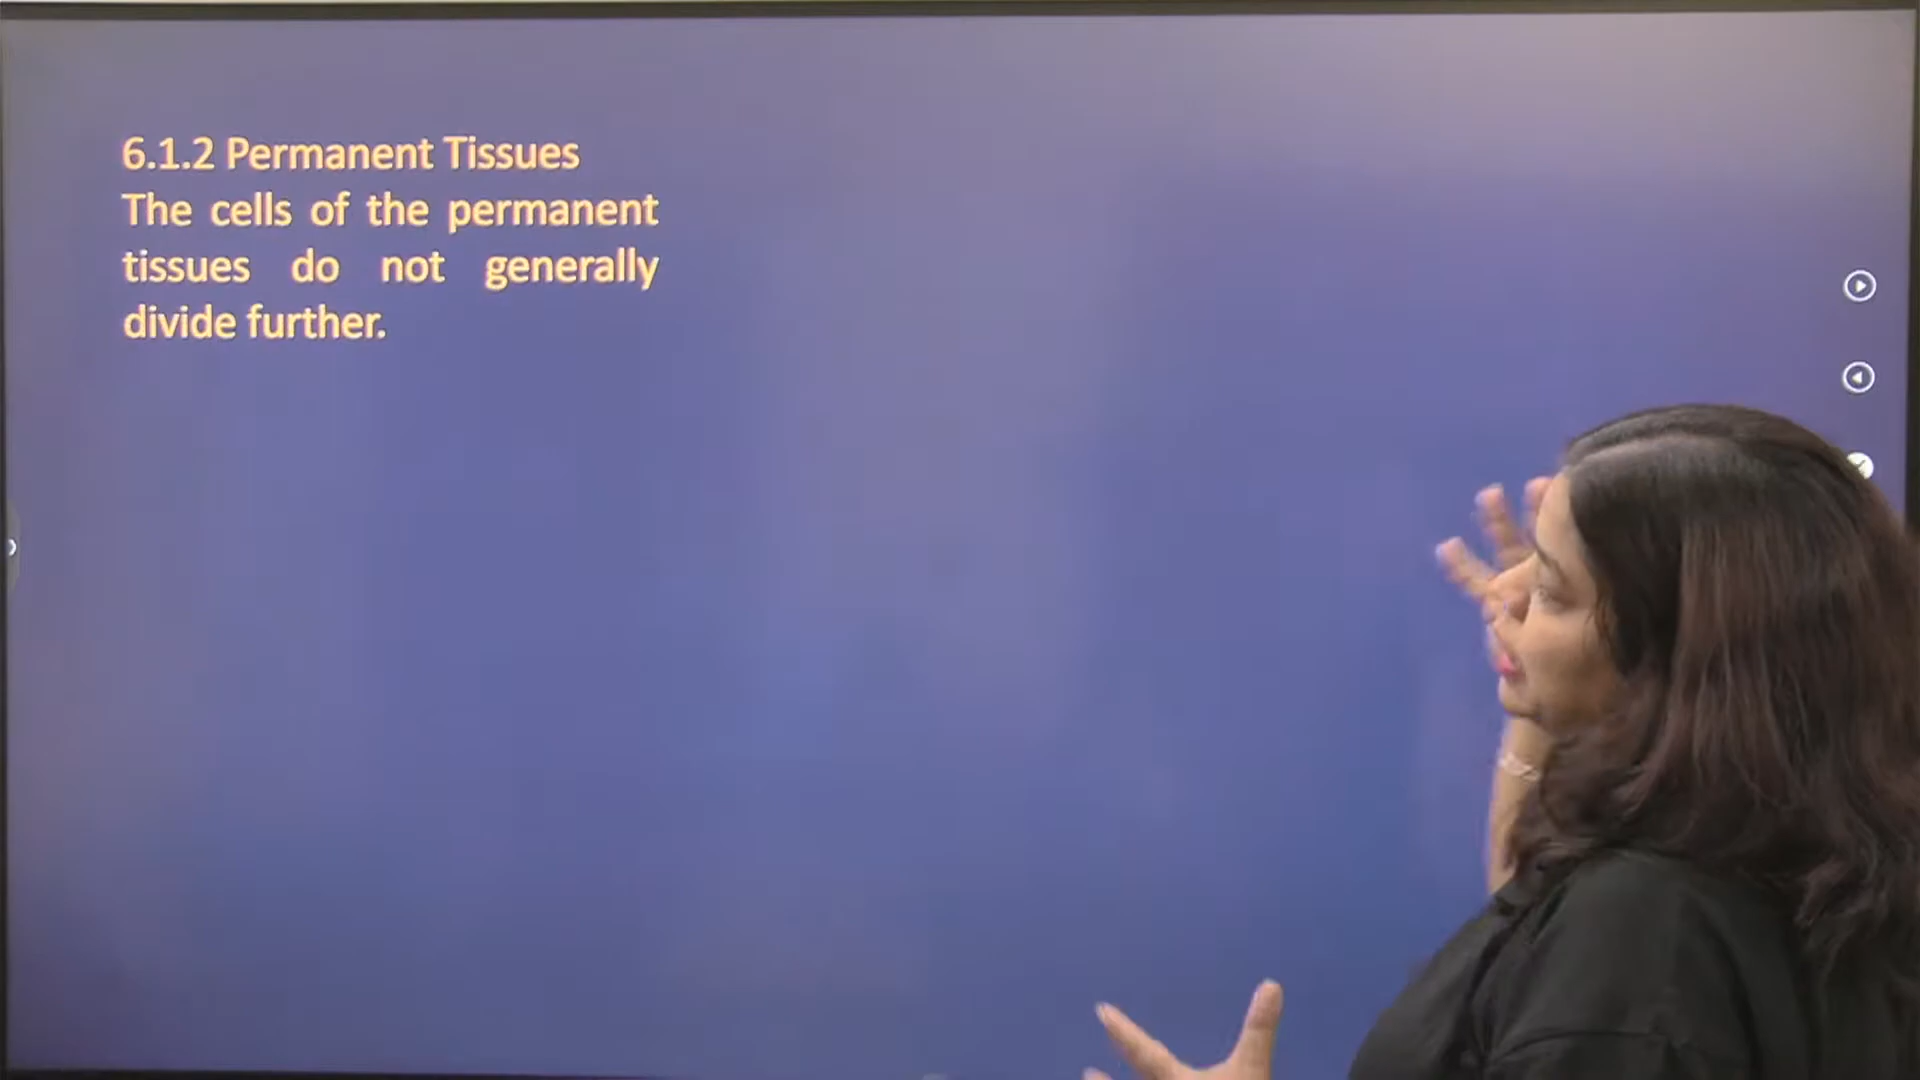 6.1.2 Permanent Tissues
The cells of the permanent
tissues do not generally
divide further.